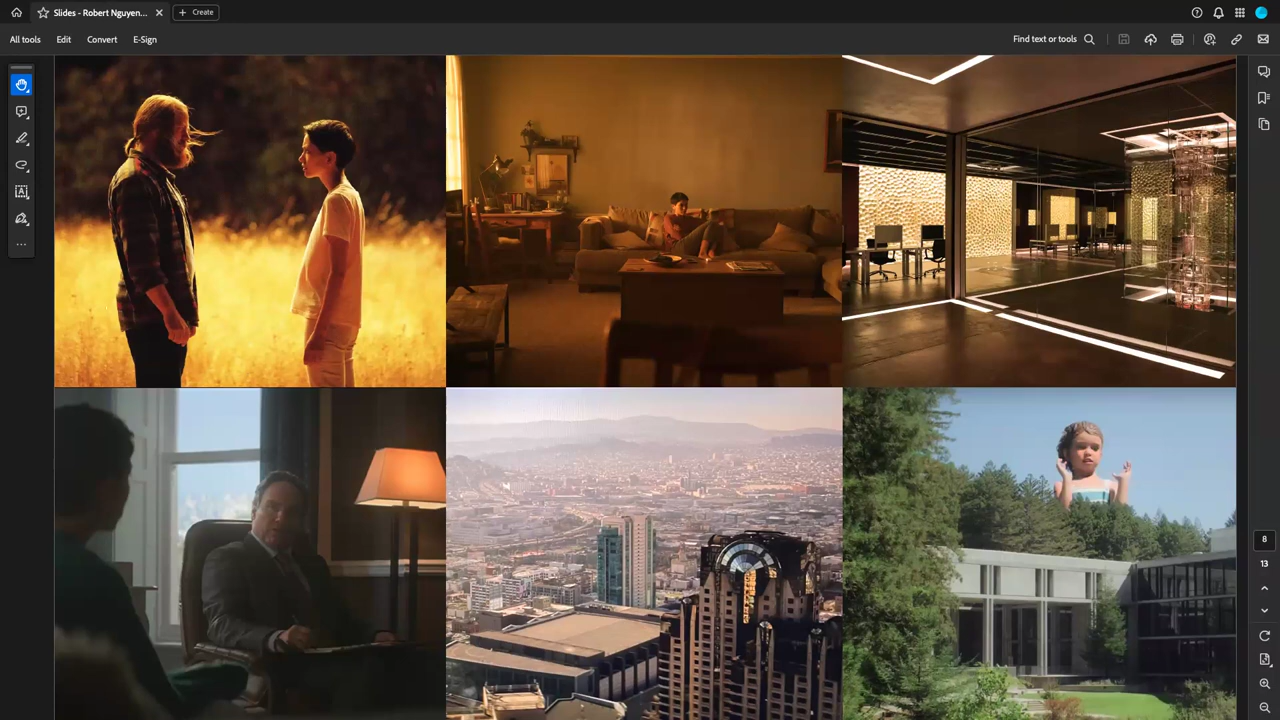 Slides - Robert Nguyen...
Create
All tools
Edit
Convert
E-Sign
Find text or tools
8
13